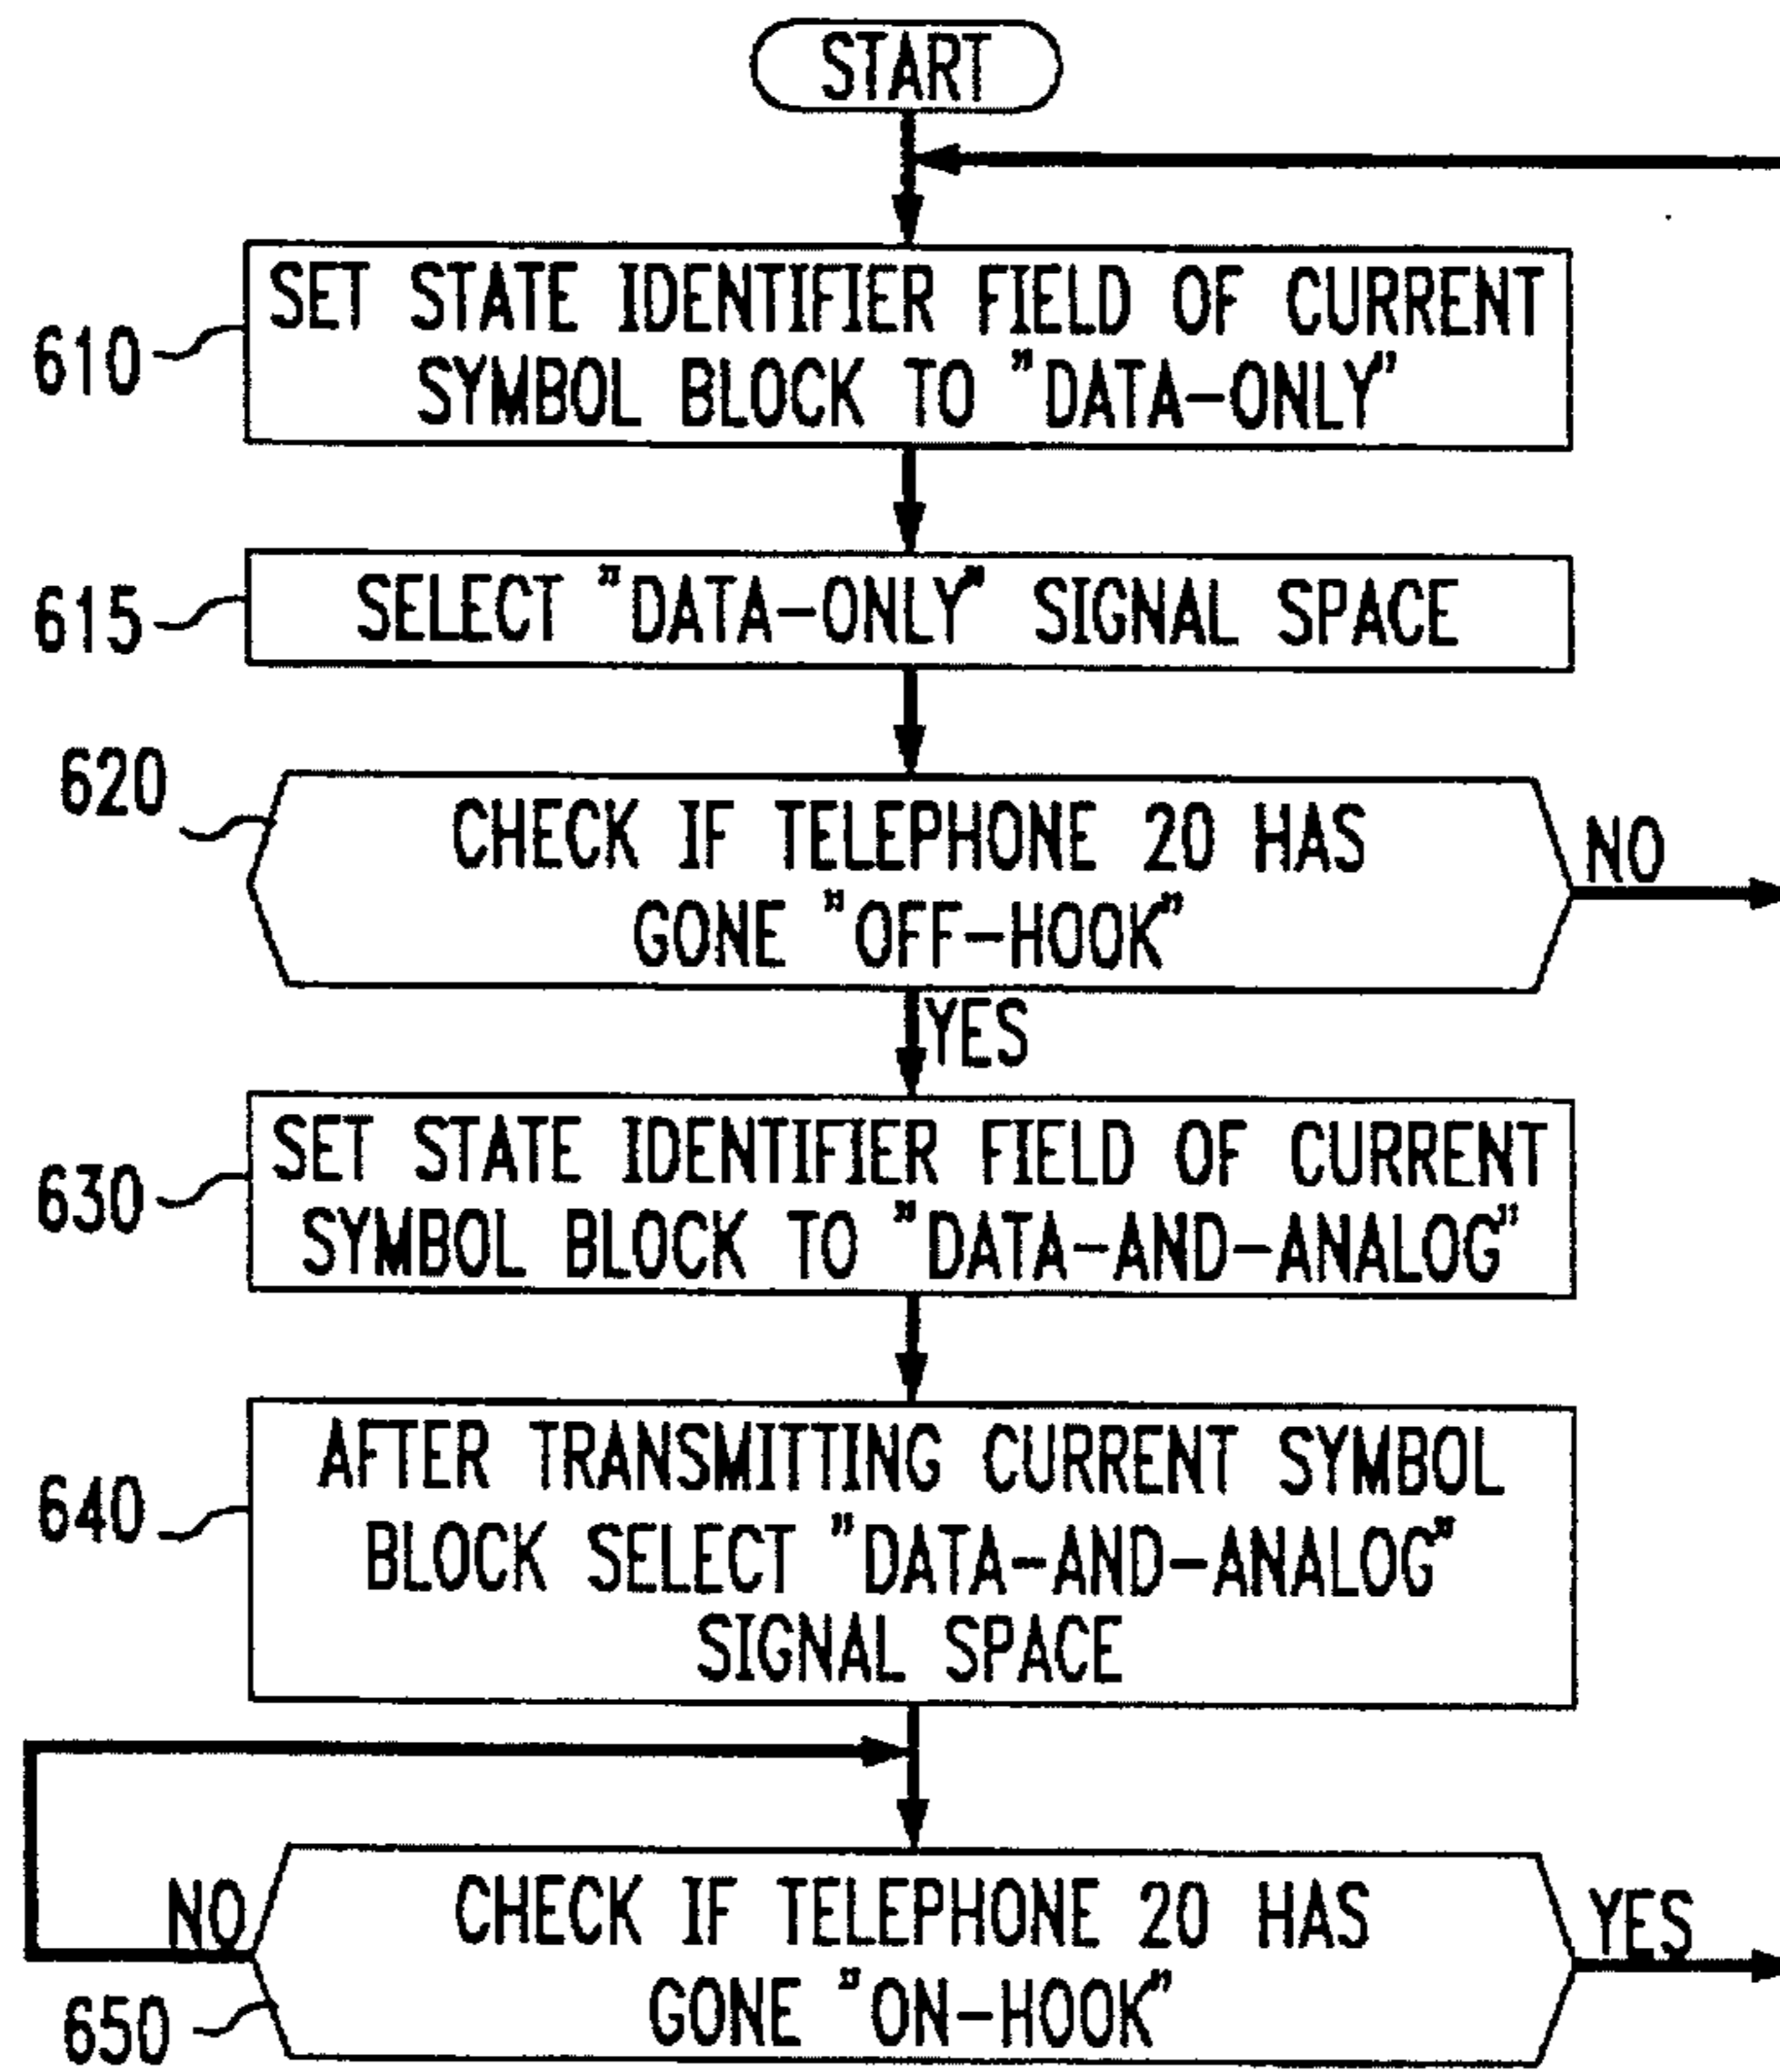 START
610
SET STATE IDENTIFIER FIELD OF CURRENT
SYMBOL BLOCK TO "DATA-ONLY"
615
SELECT "DATA-ONLY" SIGNAL SPACE
620
CHECK IF TELEPHONE 20 HAS
GONE "OFF-HOOK"
NO
YES
630
SET STATE IDENTIFIER FIELD OF CURRENT
SYMBOL BLOCK TO "DATA-AND-ANALOG"
640
AFTER TRANSMITTING CURRENT SYMBOL
BLOCK SELECT "DATA-AND-ANALOG"
SIGNAL SPACE
NO
650
CHECK IF TELEPHONE 20 HAS
GONE "ON-HOOK"
YES